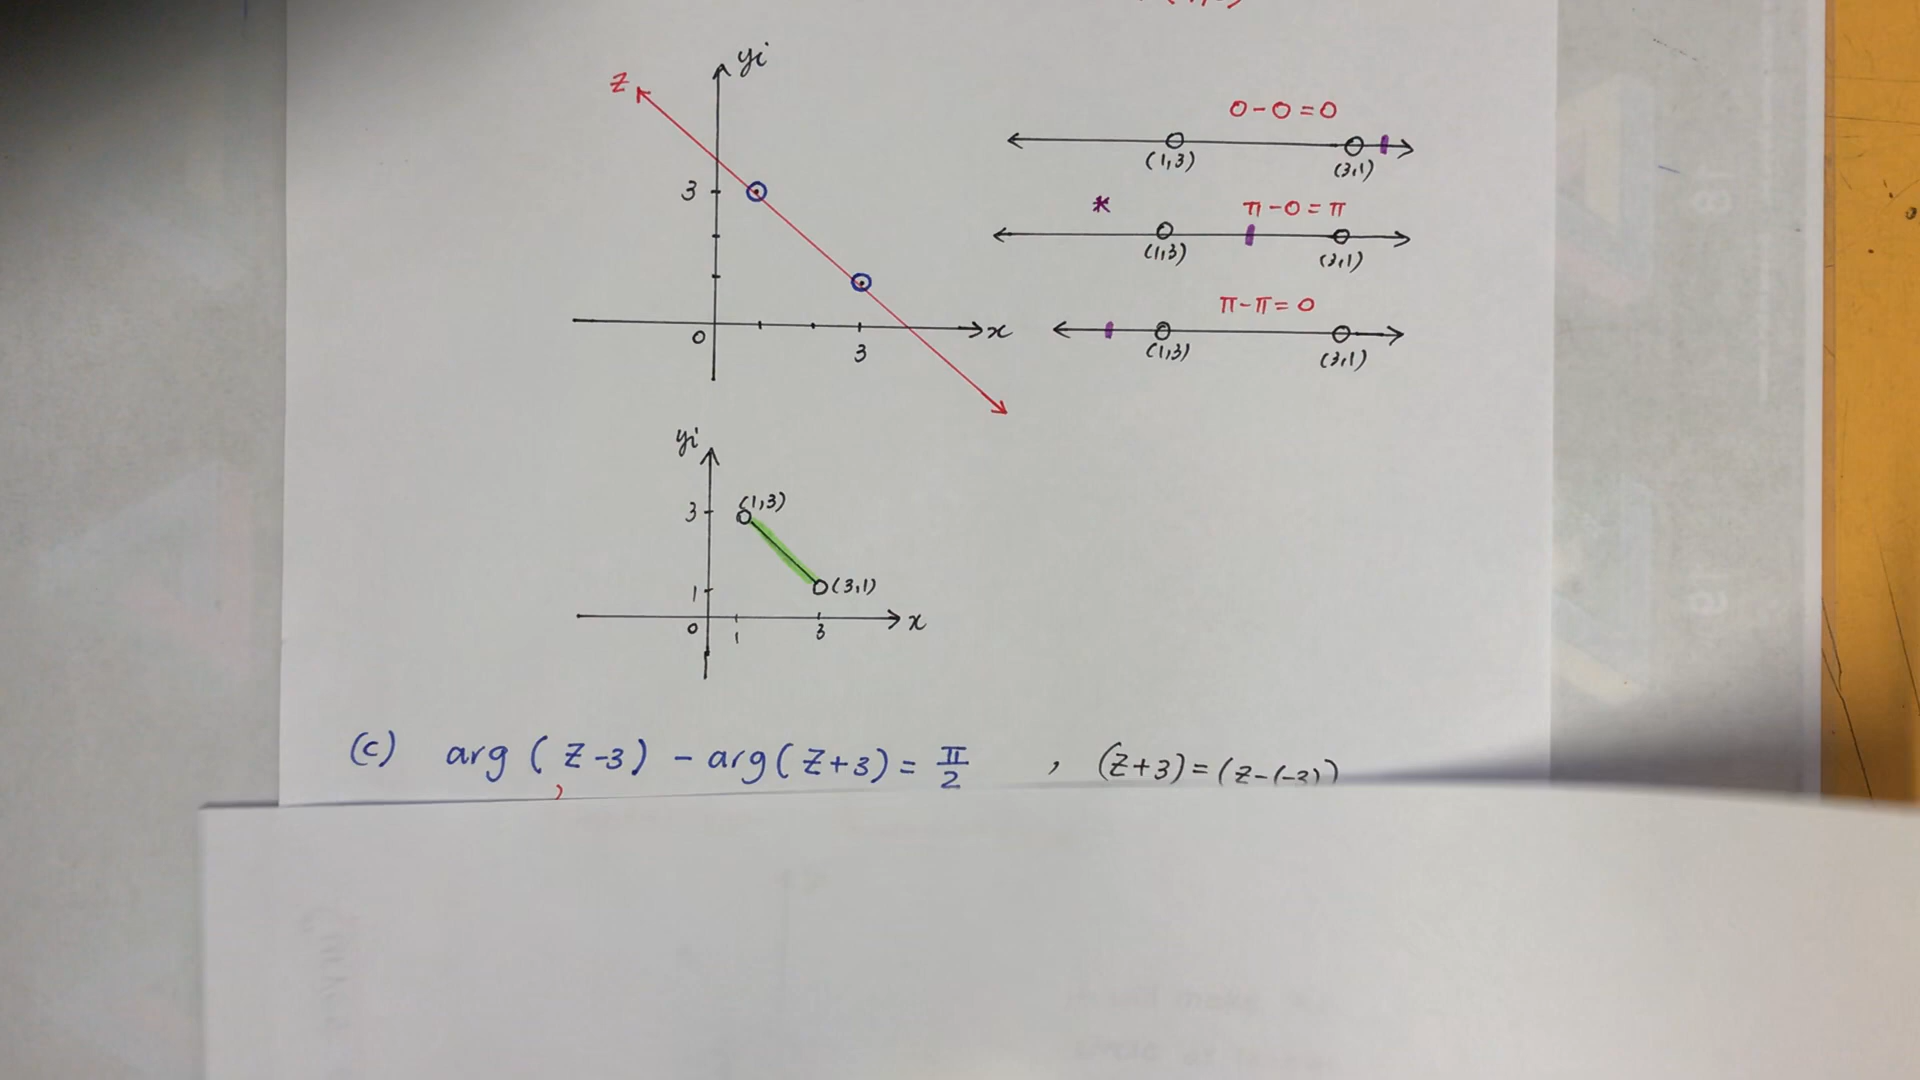 yi
z
3
0
3
x
0-0=0
(1,3)
(3,1)
*
π-0=π
(1,3)
(3,1)
π-π=0
(1,3)
(3,1)
yi
3
(1,3)
1
(3,1)
0
1
3
x
(c) arg(z-3) - arg(z+3) = π/2 , (z+3) = (z-(-3))